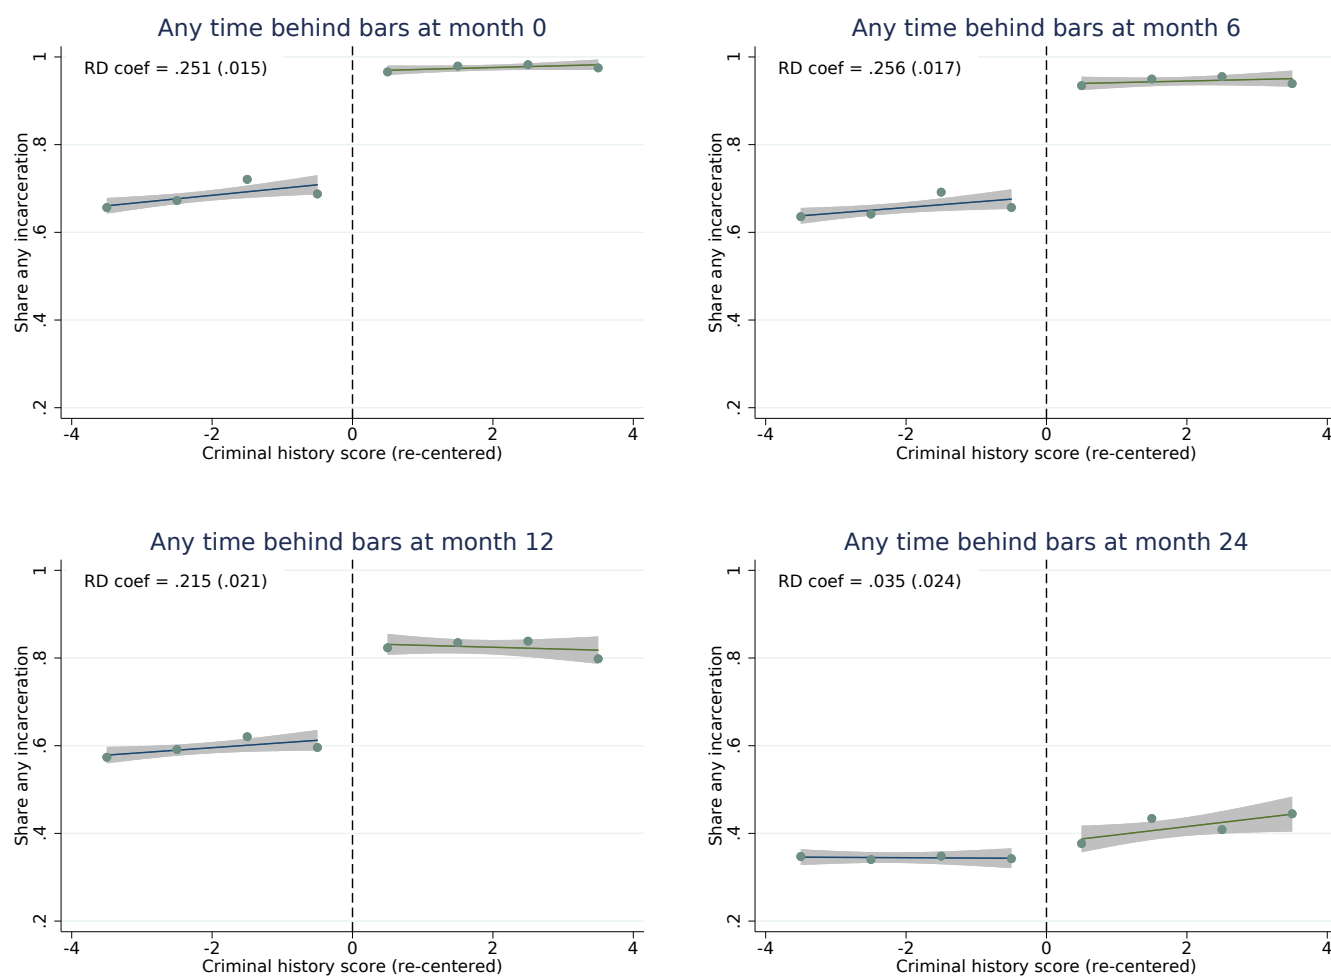 Any time behind bars at month 0
RD coef = .251 (.015)
Share any incarceration
1
.8
.6
.4
.2
-4 -2 0 2 4
Criminal history score (re-centered)
Any time behind bars at month 6
RD coef = .256 (.017)
Share any incarceration
1
.8
.6
.4
.2
-4 -2 0 2 4
Criminal history score (re-centered)
Any time behind bars at month 12
RD coef = .215 (.021)
Share any incarceration
1
.8
.6
.4
.2
-4 -2 0 2 4
Criminal history score (re-centered)
Any time behind bars at month 24
RD coef = .035 (.024)
Share any incarceration
1
.8
.6
.4
.2
-4 -2 0 2 4
Criminal history score (re-centered)